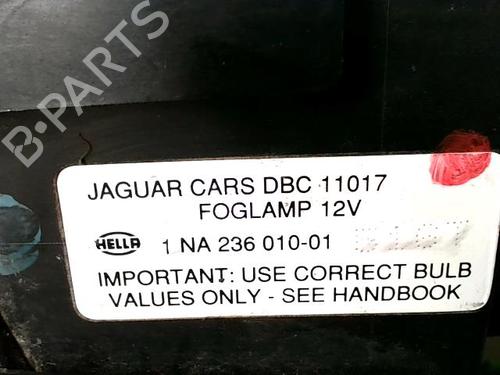 B-PARTS
JAGUAR CARS DBC 11017
FOGLAMP 12V
HELLA 1 NA 236 010-01
IMPORTANT: USE CORRECT BULB
VALUES ONLY - SEE HANDBOOK